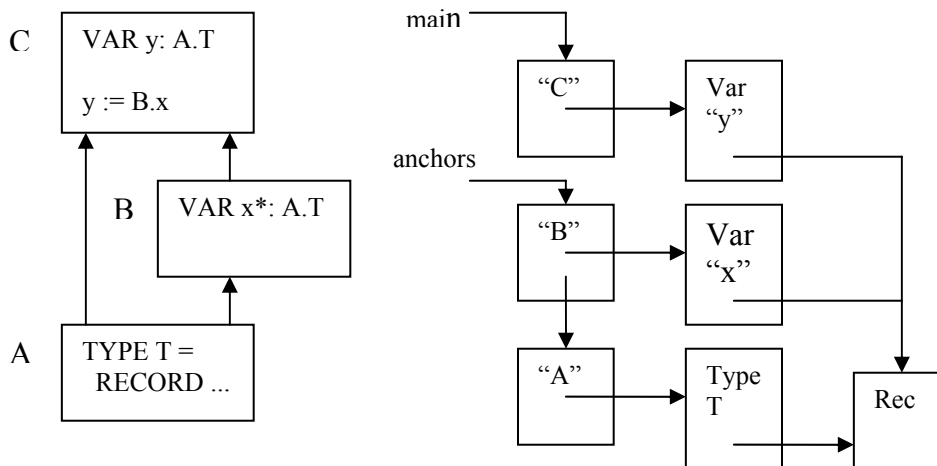 C
VAR y: A.T
y := B.x
B
VAR x*: A.T
A
TYPE T =
RECORD ...
main
“C”
Var
“y”
anchors
“B”
Var
“x”
“A”
Type
T
Rec